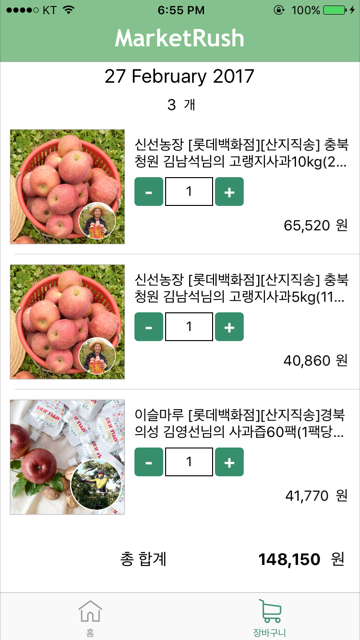 KT 6:55 PM 100%
MarketRush
27 February 2017
3 개
신선농장 [롯데백화점][산지직송] 충북
청원 김남석님의 고랭지사과10kg(2...
- 1 +
65,520 원
신선농장 [롯데백화점][산지직송] 충북
청원 김남석님의 고랭지사과5kg(11...
- 1 +
40,860 원
이슬마루 [롯데백화점][산지직송]경북
의성 김영선님의 사과즙60팩(1팩당...
- 1 +
41,770 원
총 합계 148,150 원
홈 장바구니